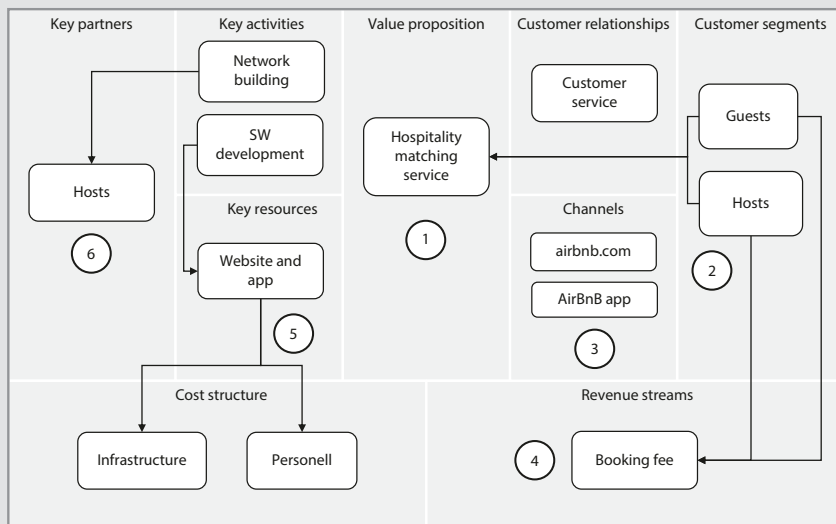 Key partners
Key activities
Value proposition
Customer relationships
Customer segments
Network
building
SW
development
Hosts
6
Key resources
Website and
app
5
Hospitality
matching
service
1
Customer
service
Channels
airbnb.com
AirBnB app
3
Guests
Hosts
2
Cost structure
Infrastructure
Personell
Revenue streams
4
Booking fee